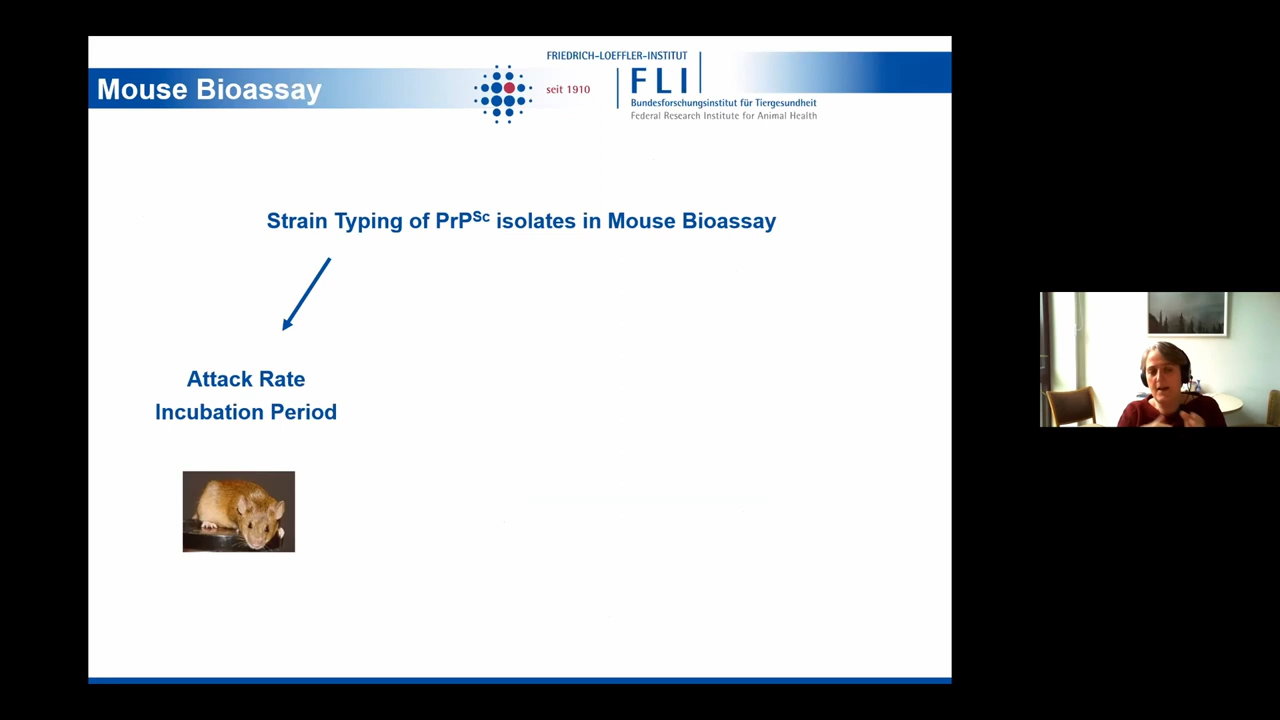 FRIEDRICH-LOEFFLER-INSTITUT
Mouse Bioassay
seit 1910
FLI
Bundesforschungsinstitut für Tiergesundheit
Federal Research Institute for Animal Health
Strain Typing of PrPSc isolates in Mouse Bioassay
Attack Rate
Incubation Period